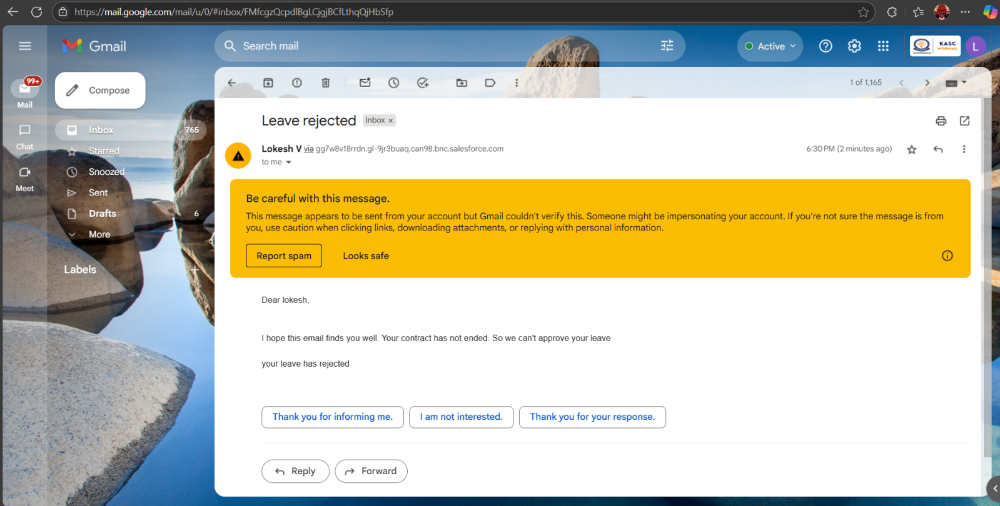 https://mail.google.com/mail/u/0/#inbox/FMfcgzQcpdlBgLCjgjBCfLthqQjHbSfp
Gmail
Search mail
Active
KASC
WEBMAIL
L
99+
Mail
Chat
Meet
Compose
Inbox 765
Starred
Snoozed
Sent
Drafts 6
More
Labels
1 of 1,165
Leave rejected Inbox ×
Lokesh V via gg7w8v18rrdn.gl-9jr3buaq.can98.bnc.salesforce.com
6:30 PM (2 minutes ago)
to me
Be careful with this message.
This message appears to be sent from your account but Gmail couldn't verify this. Someone might be impersonating your account. If you're not sure the message is from
you, use caution when clicking links, downloading attachments, or replying with personal information.
Report spam Looks safe
Dear lokesh,
I hope this email finds you well. Your contract has not ended. So we can't approve your leave
your leave has rejected
Thank you for informing me. I am not interested. Thank you for your response.
Reply Forward